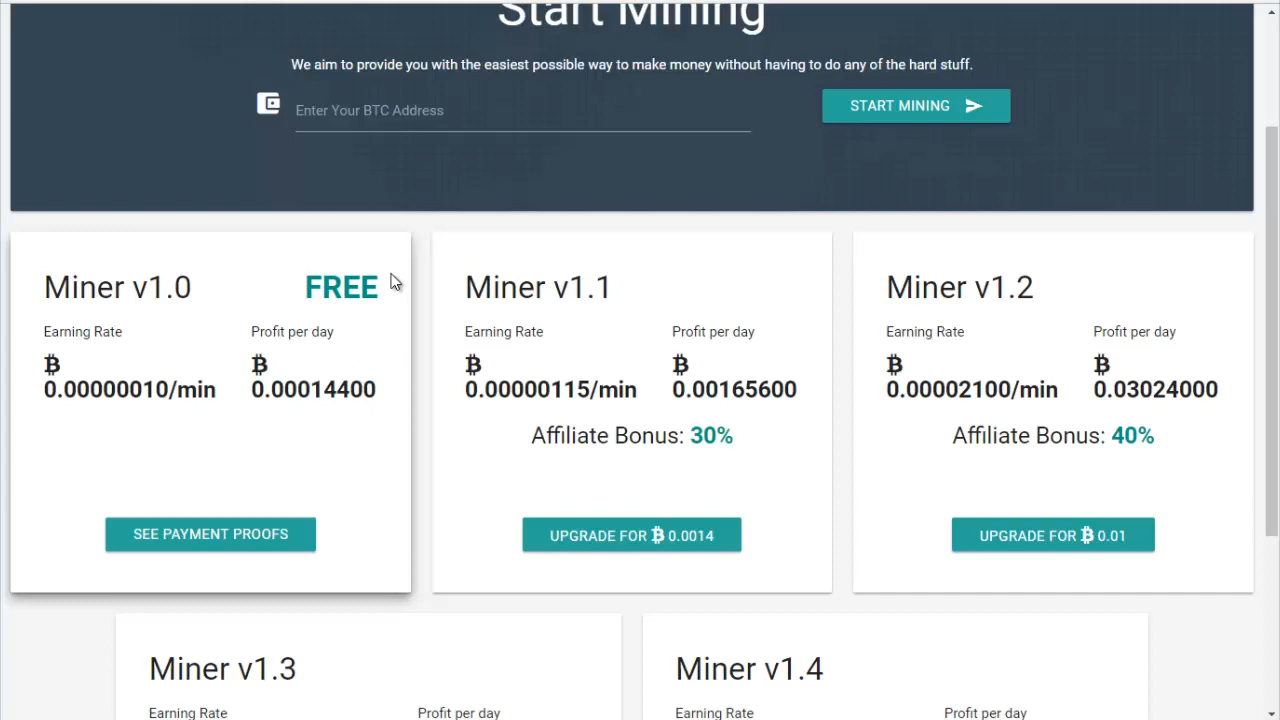 Start Mining
We aim to provide you with the easiest possible way to make money without having to do any of the hard stuff.
Enter Your BTC Address
START MINING
Miner v1.0 FREE
Earning Rate Profit per day
₿ ₿
0.00000010/min 0.00014400
SEE PAYMENT PROOFS
Miner v1.1
Earning Rate Profit per day
₿ ₿
0.00000115/min 0.00165600
Affiliate Bonus: 30%
UPGRADE FOR ₿ 0.0014
Miner v1.2
Earning Rate Profit per day
₿ ₿
0.00002100/min 0.03024000
Affiliate Bonus: 40%
UPGRADE FOR ₿ 0.01
Miner v1.3
Earning Rate Profit per day
Miner v1.4
Earning Rate Profit per day